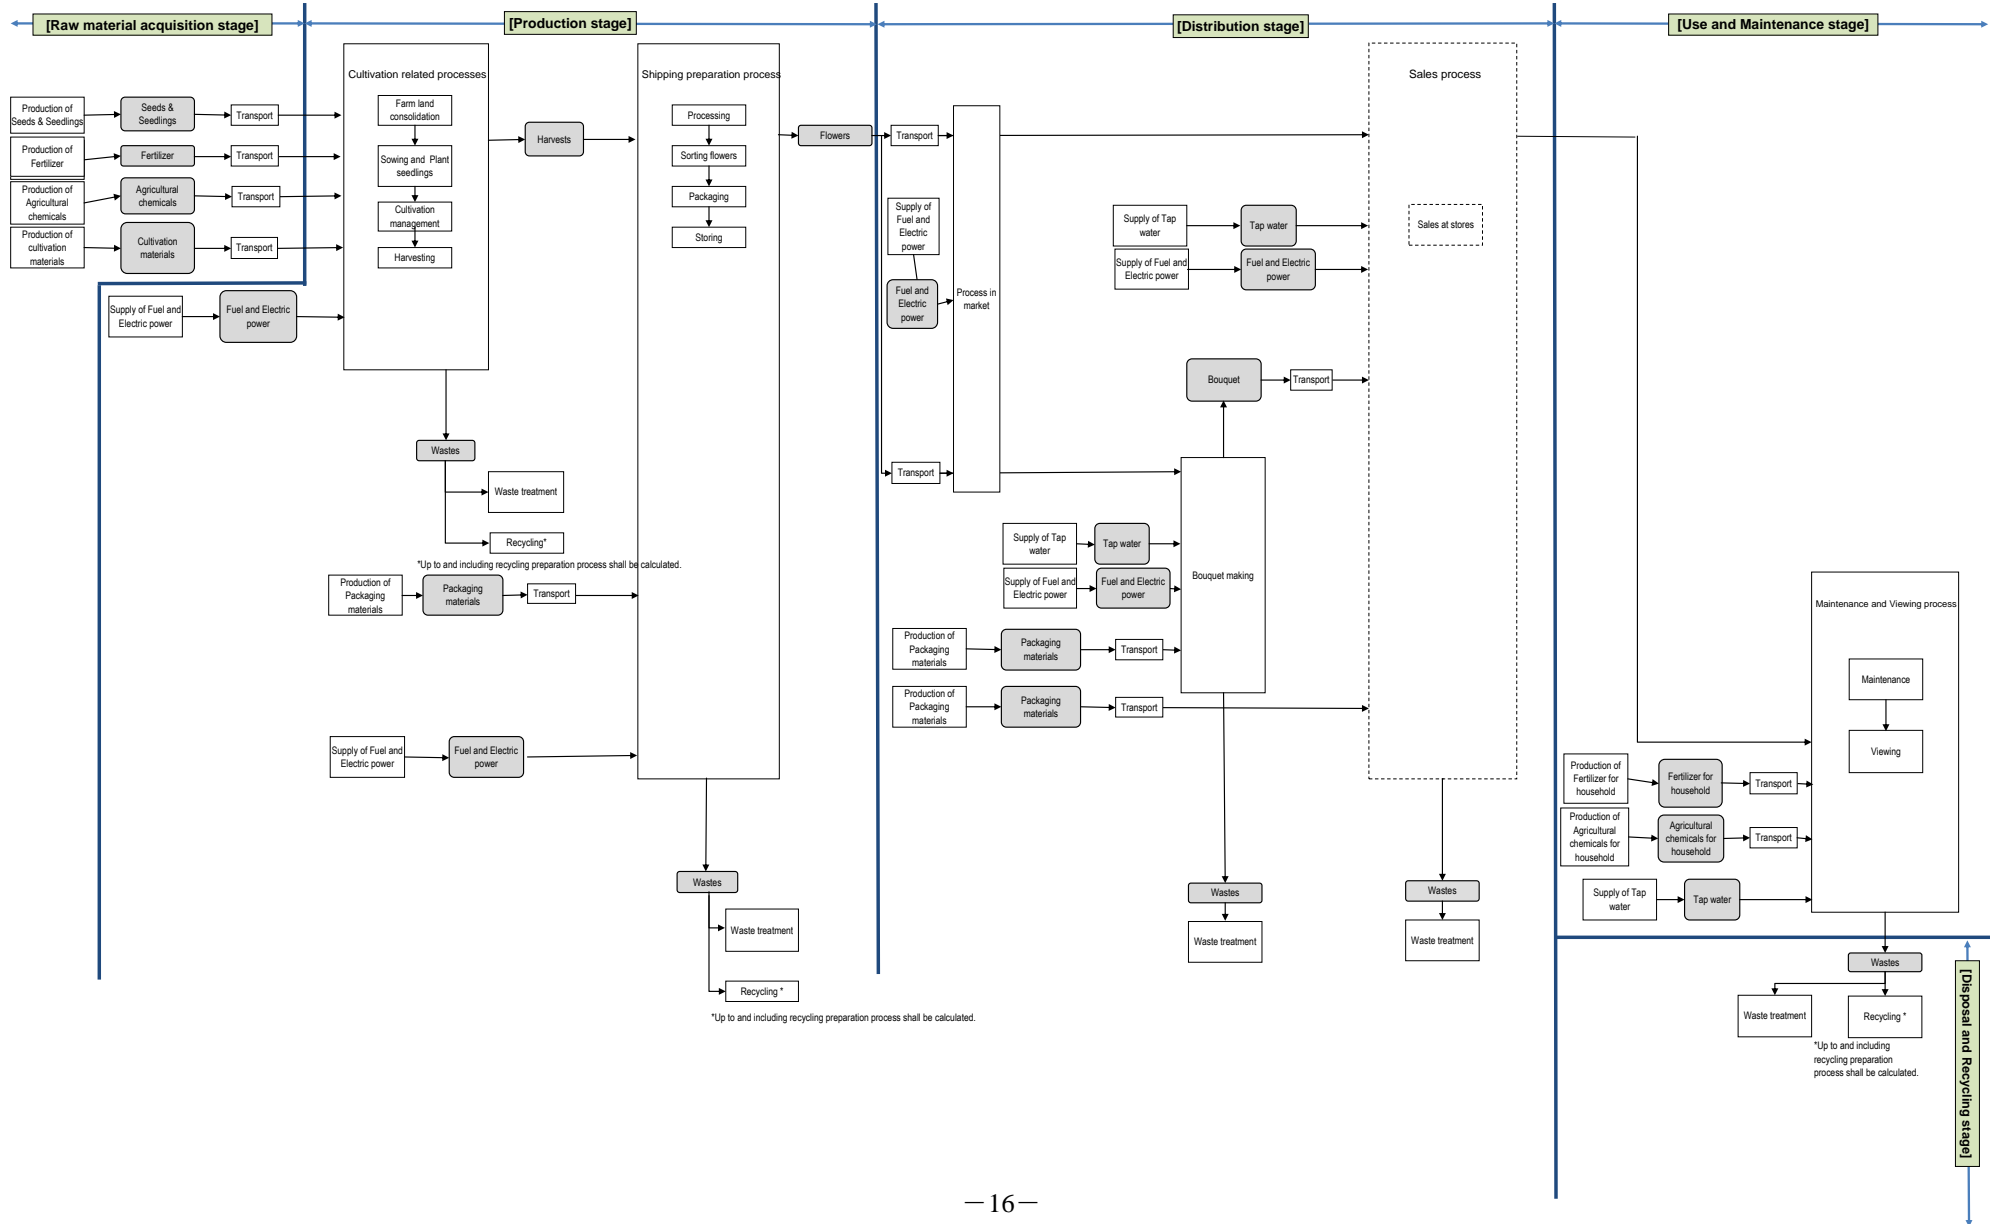 [Raw material acquisition stage]
[Production stage]
[Distribution stage]
[Use and Maintenance stage]
Production of
Seeds & Seedlings
Seeds &
Seedlings
Transport
Production of
Fertilizer
Fertilizer
Transport
Production of
Agricultural
chemicals
Agricultural
chemicals
Transport
Production of
cultivation
materials
Cultivation
materials
Transport
Supply of Fuel and
Electric power
Fuel and Electric
power
Cultivation related processes
Farm land
consolidation
Sowing and Plant
seedlings
Cultivation
management
Harvesting
Harvests
Wastes
Waste treatment
Recycling*
*Up to and including recycling preparation process shall be calculated.
Production of
Packaging
materials
Packaging
materials
Transport
Supply of Fuel and
Electric power
Fuel and Electric
power
Shipping preparation process
Processing
Sorting flowers
Packaging
Storing
Flowers
Wastes
Waste treatment
Recycling *
*Up to and including recycling preparation process shall be calculated.
Transport
Supply of
Fuel and
Electric
power
Fuel and
Electric
power
Process in
market
Transport
Supply of Tap
water
Tap water
Supply of Fuel and
Electric power
Fuel and Electric
power
Bouquet
Transport
Supply of Tap
water
Tap water
Supply of Fuel and
Electric power
Fuel and Electric
power
Bouquet making
Production of
Packaging
materials
Packaging
materials
Transport
Production of
Packaging
materials
Packaging
materials
Transport
Wastes
Waste treatment
Sales process
Sales at stores
Wastes
Waste treatment
Maintenance and Viewing process
Maintenance
Viewing
Production of
Fertilizer for
household
Fertilizer for
household
Transport
Production of
Agricultural
chemicals for
household
Agricultural
chemicals for
household
Transport
Supply of Tap
water
Tap water
Wastes
Waste treatment
Recycling *
*Up to and including
recycling preparation
process shall be calculated.
[Disposal and Recycling stage]
－16－